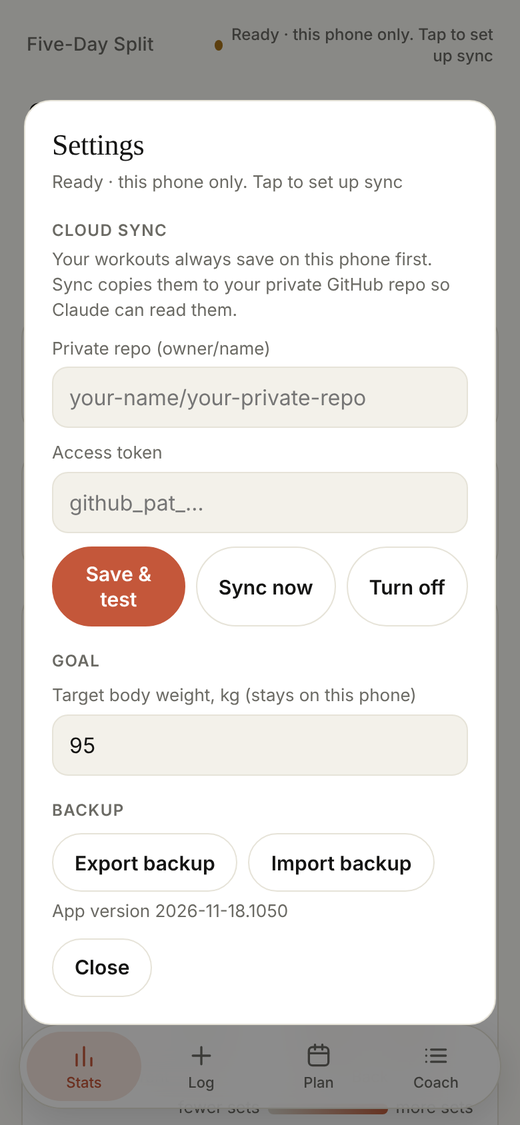 Five-Day Split
Ready · this phone only. Tap to set
up sync
Settings
Ready · this phone only. Tap to set up sync
CLOUD SYNC
Your workouts always save on this phone first.
Sync copies them to your private GitHub repo so
Claude can read them.
Private repo (owner/name)
your-name/your-private-repo
Access token
github_pat_...
Save &
test
Sync now
Turn off
GOAL
Target body weight, kg (stays on this phone)
95
BACKUP
Export backup
Import backup
App version 2026-11-18.1050
Close
Stats
Log
Plan
Coach
fewer sets
more sets